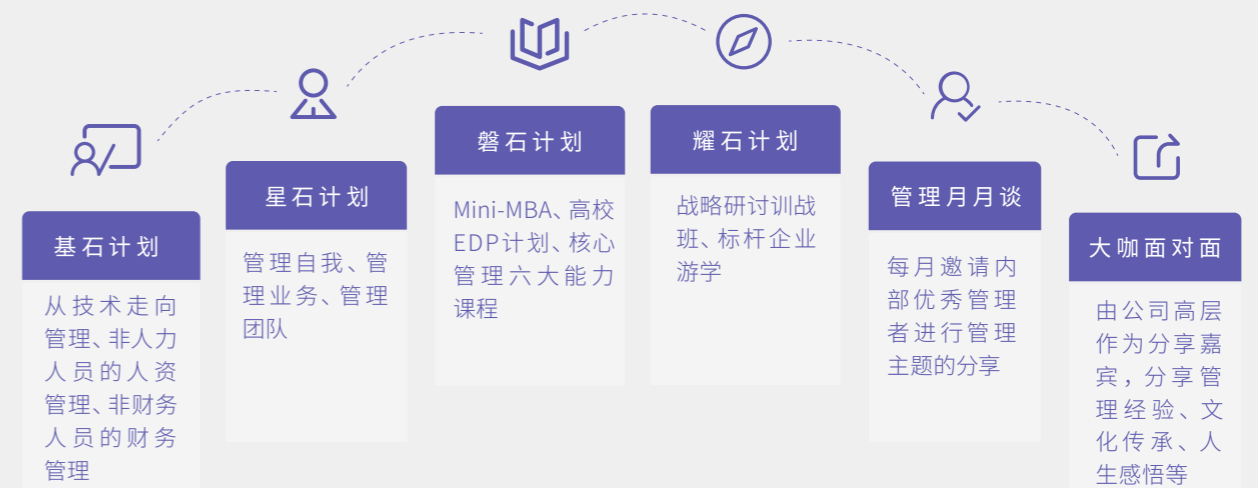 基石计划
从技术走向
管理、非人力
人员的人资
管理、非财务
人员的财务
管理
星石计划
管理自我、管
理业务、管理
团队
磐石计划
Mini-MBA、高校
EDP计划、核心
管理六大能力
课程
耀石计划
战略研讨训战
班、标杆企业
游学
管理月月谈
每月邀请内
部优秀管理
者进行管理
主题的分享
大咖面对面
由公司高层
作为分享嘉
宾，分享管
理经验、文
化传承、人
生感悟等